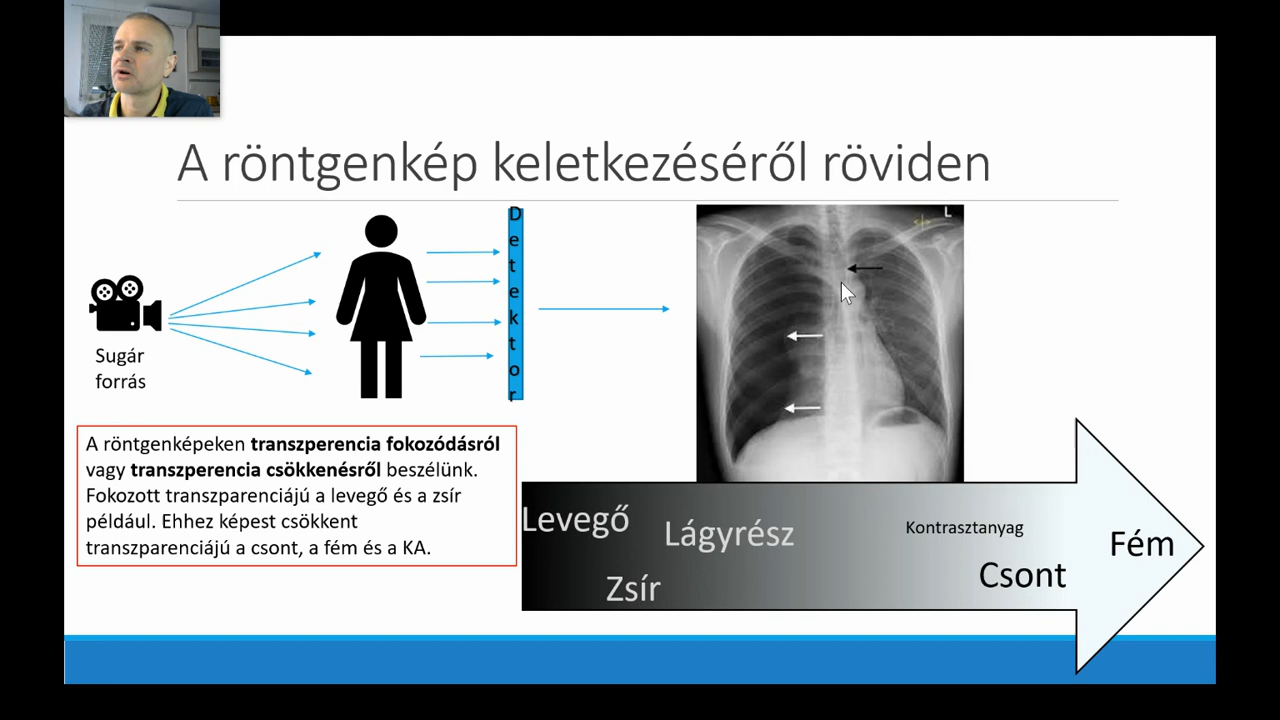 A röntgenkép keletkezéséről röviden
Sugár
forrás
Detektor
L
A röntgenképeken transzperencia fokozódásról
vagy transzperencia csökkenésről beszélünk.
Fokozott transzparenciájú a levegő és a zsír
például. Ehhez képest csökkent
transzparenciájú a csont, a fém és a KA.
Levegő
Zsír
Lágyrész
Kontrasztanyag
Csont
Fém